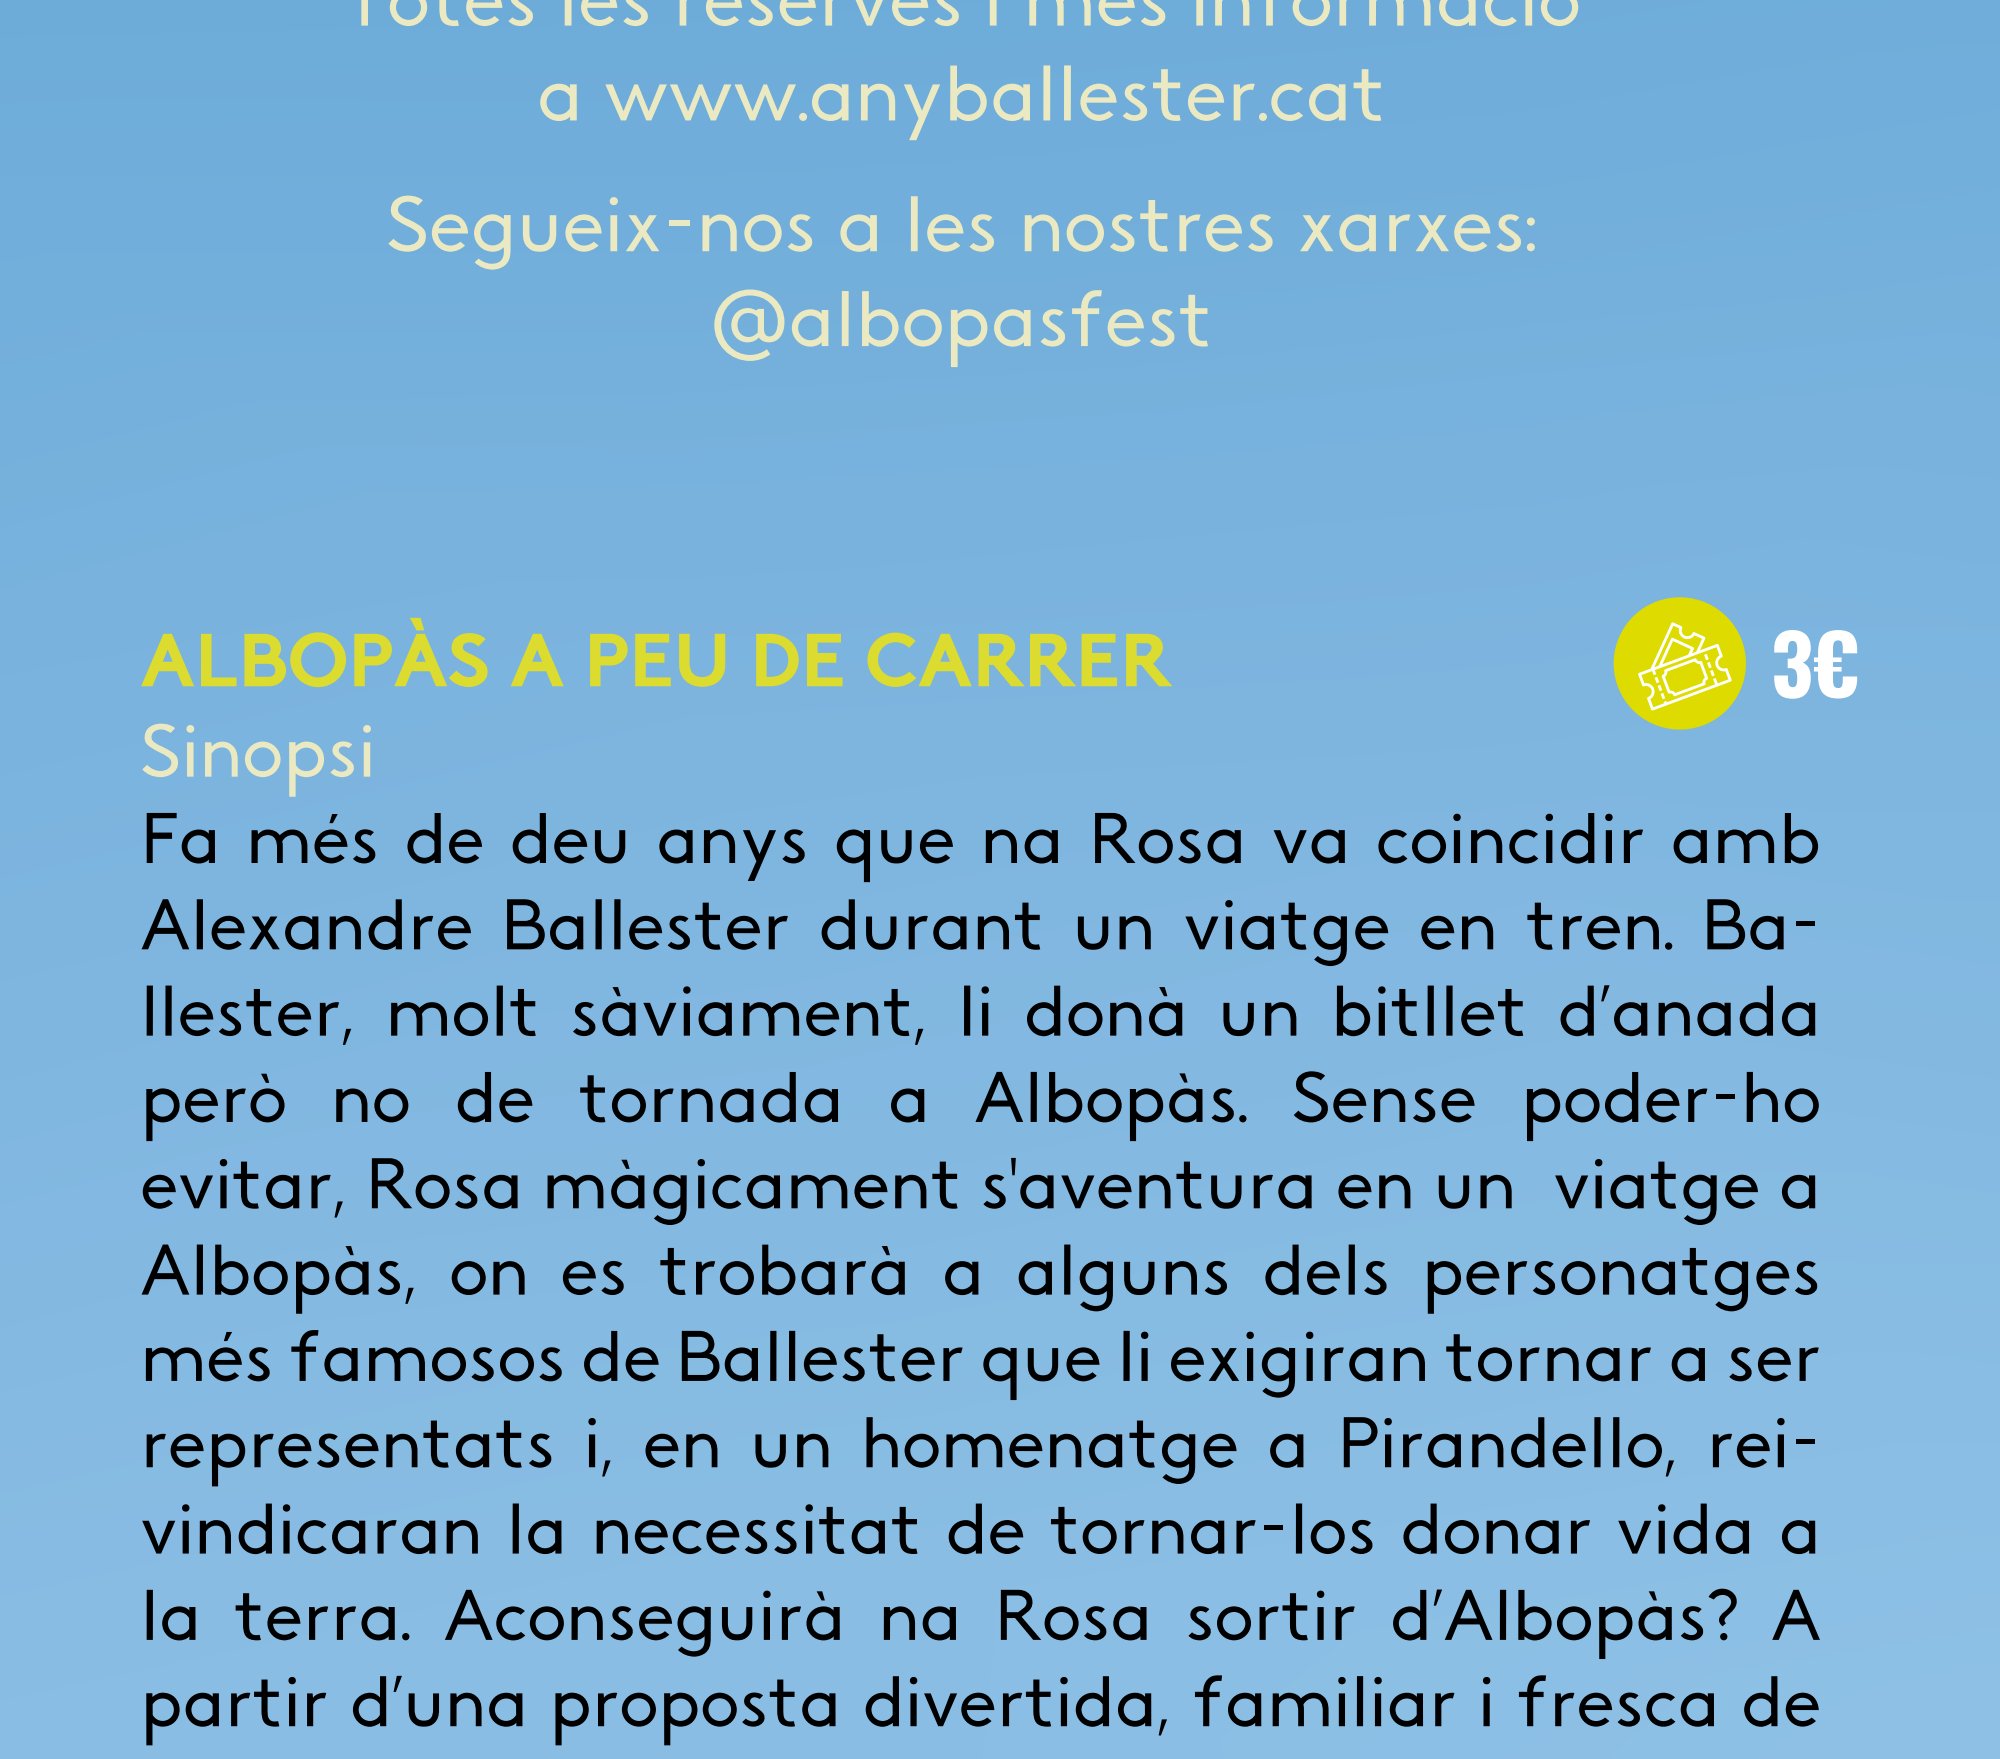 Totes les reserves i més informació
a www.anyballester.cat
Segueix-nos a les nostres xarxes:
@albopasfest
ALBOPÀS A PEU DE CARRER
3€
Sinopsi
Fa més de deu anys que na Rosa va coincidir amb
Alexandre Ballester durant un viatge en tren. Ba-
llester, molt sàviament, li donà un bitllet d’anada
però no de tornada a Albopàs. Sense poder-ho
evitar, Rosa màgicament s'aventura en un viatge a
Albopàs, on es trobarà a alguns dels personatges
més famosos de Ballester que li exigiran tornar a ser
representats i, en un homenatge a Pirandello, rei-
vindicaran la necessitat de tornar-los donar vida a
la terra. Aconseguirà na Rosa sortir d’Albopàs? A
partir d’una proposta divertida, familiar i fresca de